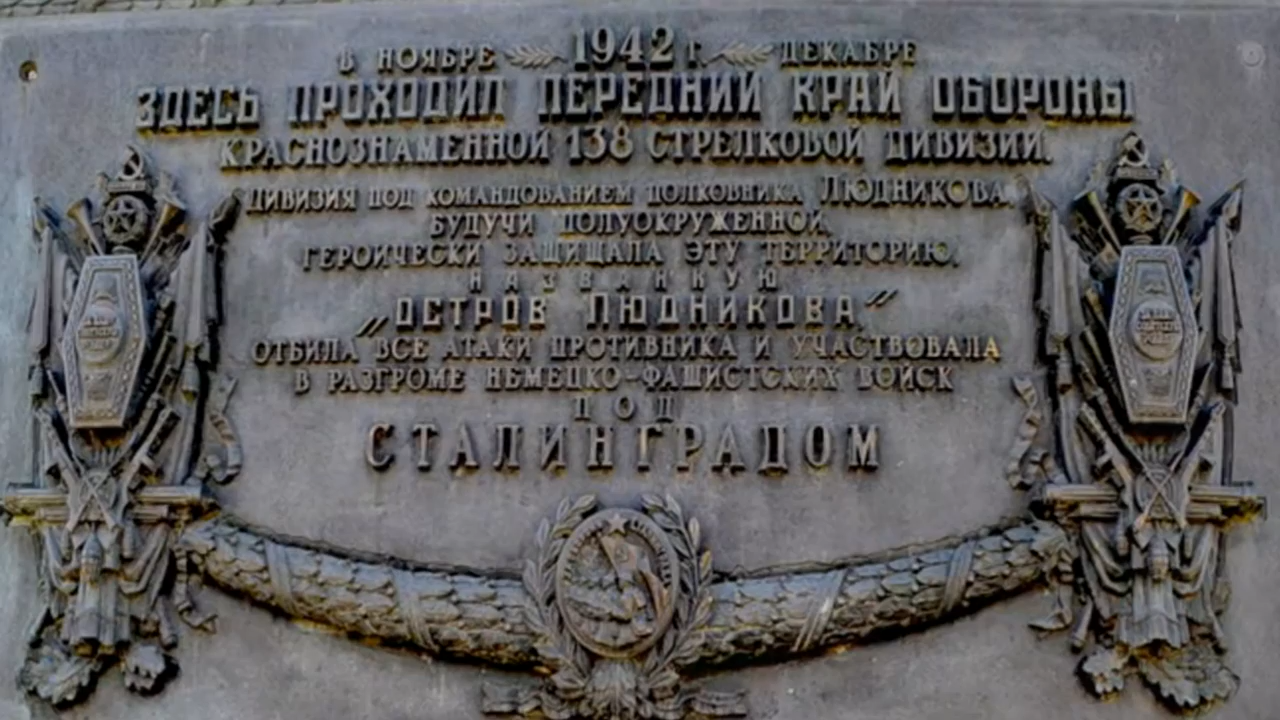 В НОЯБРЕ 1942 Г. ДЕКАБРЕ
ЗДЕСЬ ПРОХОДИЛ ПЕРЕДНИЙ КРАЙ ОБОРОНЫ
КРАСНОЗНАМЕННОЙ 138 СТРЕЛКОВОЙ ДИВИЗИИ.
ДИВИЗИЯ ПОД КОМАНДОВАНИЕМ ПОЛКОВНИКА ЛЮДНИКОВА,
БУДУЧИ ПОЛУОКРУЖЕННОЙ,
ГЕРОИЧЕСКИ ЗАЩИЩАЛА ЭТУ ТЕРРИТОРИЮ,
НАЗВАННУЮ
„ОСТРОВ ЛЮДНИКОВА"
ОТБИЛА ВСЕ АТАКИ ПРОТИВНИКА И УЧАСТВОВАЛА
В РАЗГРОМЕ НЕМЕЦКО-ФАШИСТСКИХ ВОЙСК
ПОД
СТАЛИНГРАДОМ